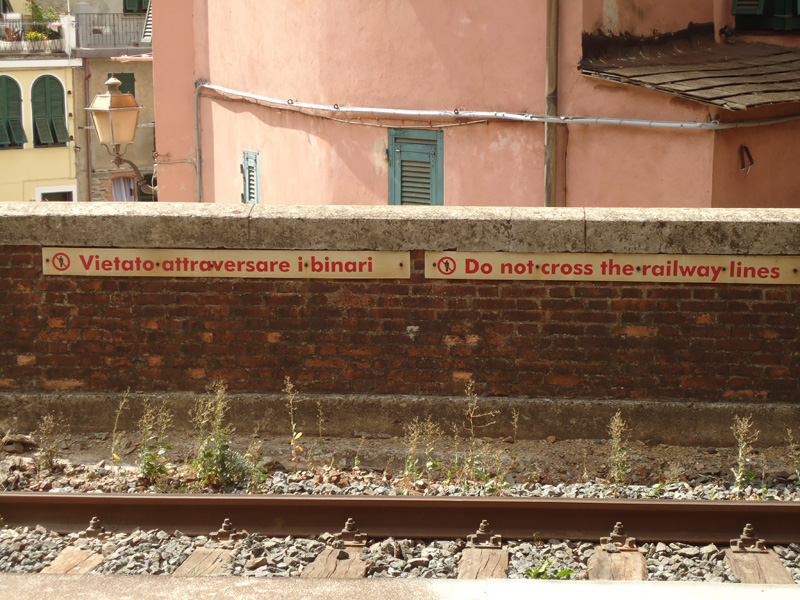 Vietato attraversare i binari
Do not cross the railway lines